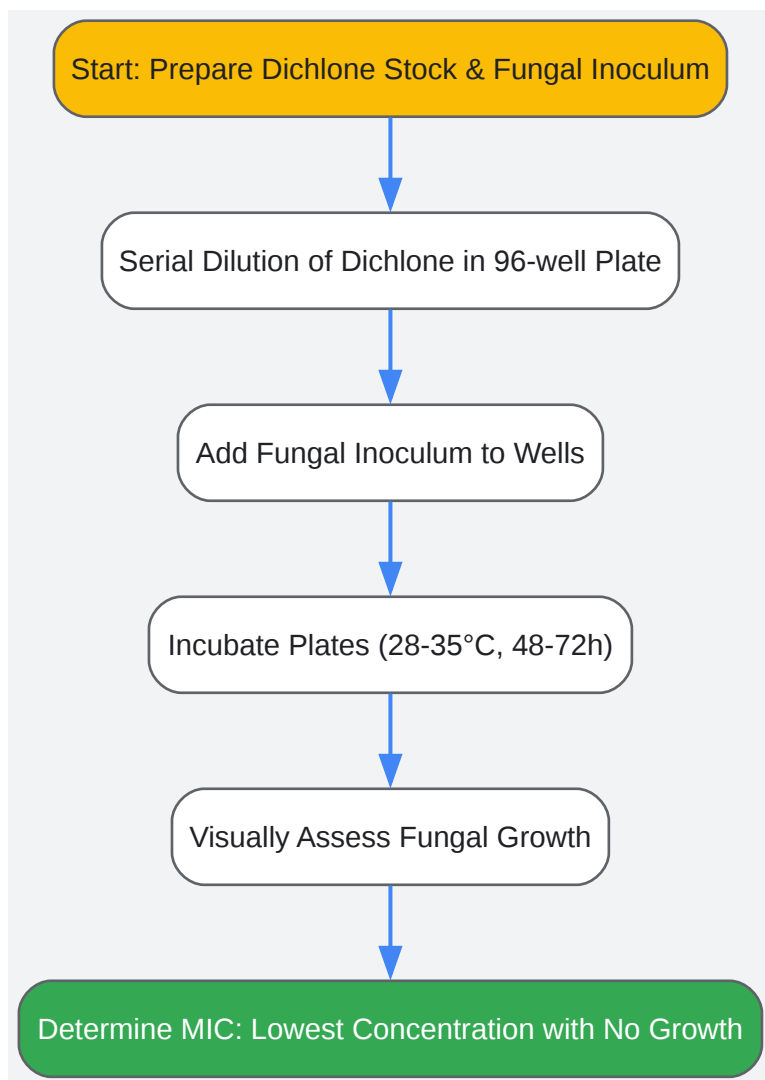 Start: Prepare Dichlone Stock & Fungal Inoculum
Serial Dilution of Dichlone in 96-well Plate
Add Fungal Inoculum to Wells
Incubate Plates (28-35°C, 48-72h)
Visually Assess Fungal Growth
Determine MIC: Lowest Concentration with No Growth